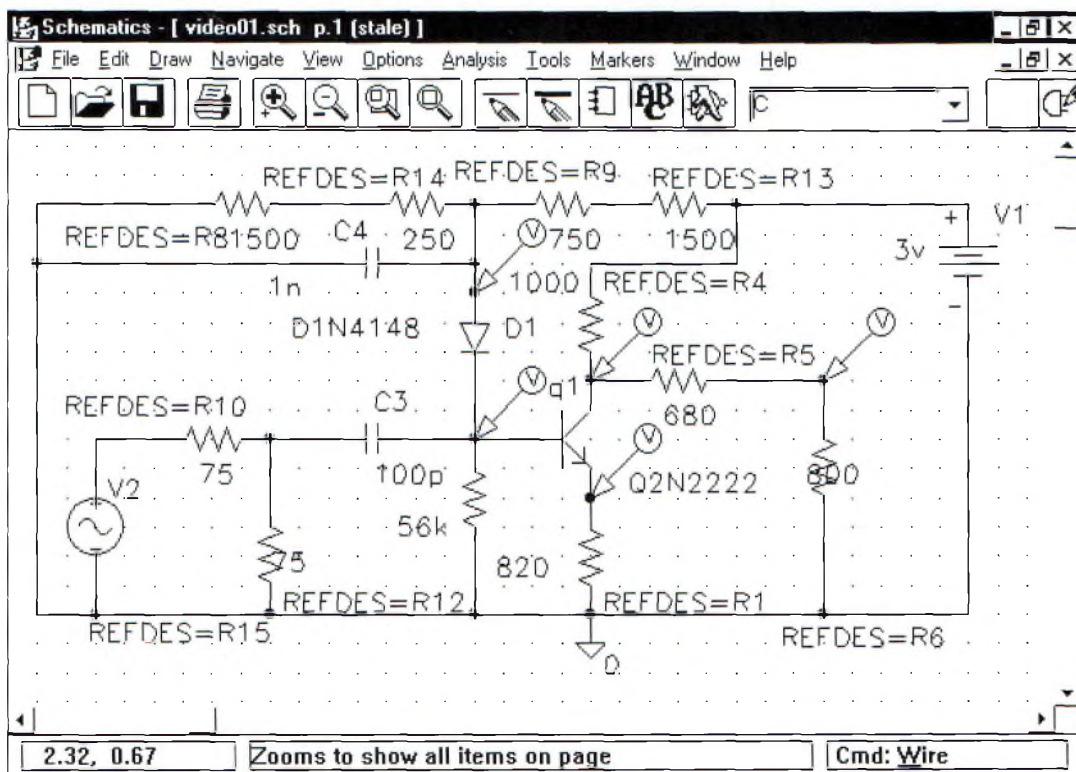 Schematics - [ video01.sch p.1 (stale) ]
File Edit Draw Navigate View Options Analysis Tools Markers Window Help
ABC C
REFDES=R14 REFDES=R9 REFDES=R13
REFDES=R81500 C4 250 V 750 1500 + V1
3v
1n 1000 REFDES=R4 -
D1N4148 D1 V V
REFDES=R5
REFDES=R10 C3 V q1
680
75 100p V
V2 Q2N2222 800
56k
75 820
REFDES=R12 REFDES=R1
REFDES=R15 REFDES=R6
0
2.32, 0.67 Zooms to show all items on page Cmd: Wire